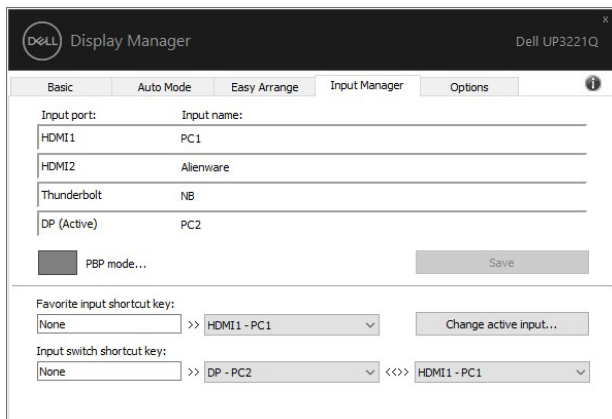 DELL Display Manager Dell UP3221Q
Basic Auto Mode Easy Arrange Input Manager Options
Input port: Input name:
HDMI1 PC1
HDMI2 Alienware
Thunderbolt NB
DP (Active) PC2
PBP mode... Save
Favorite input shortcut key:
None >> HDMI1 - PC1 Change active input...
Input switch shortcut key:
None >> DP - PC2 <<>> HDMI1 - PC1